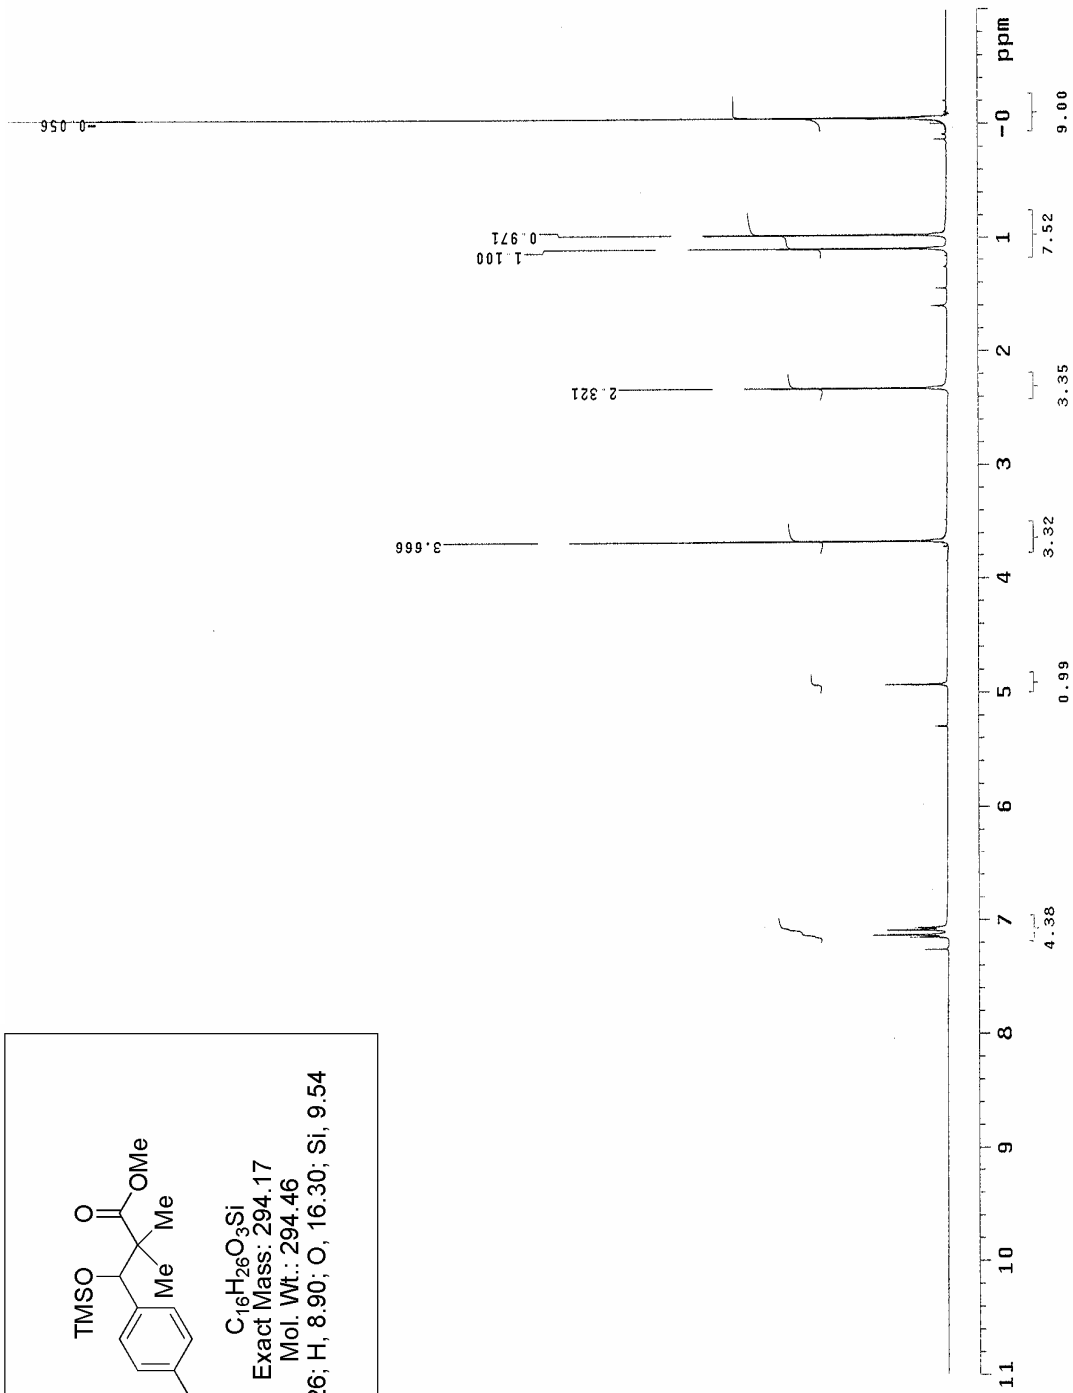 TMSO
O
OMe
Me
Me
C16H26O3Si
Exact Mass: 294.17
Mol. Wt.: 294.46
26; H, 8.90; O, 16.30; Si, 9.54
3.666
2.321
1.100
0.971
-0.056
11 10 9 8 7 6 5 4 3 2 1 -0 ppm
4.38 0.99 3.32 3.35 7.52 9.00